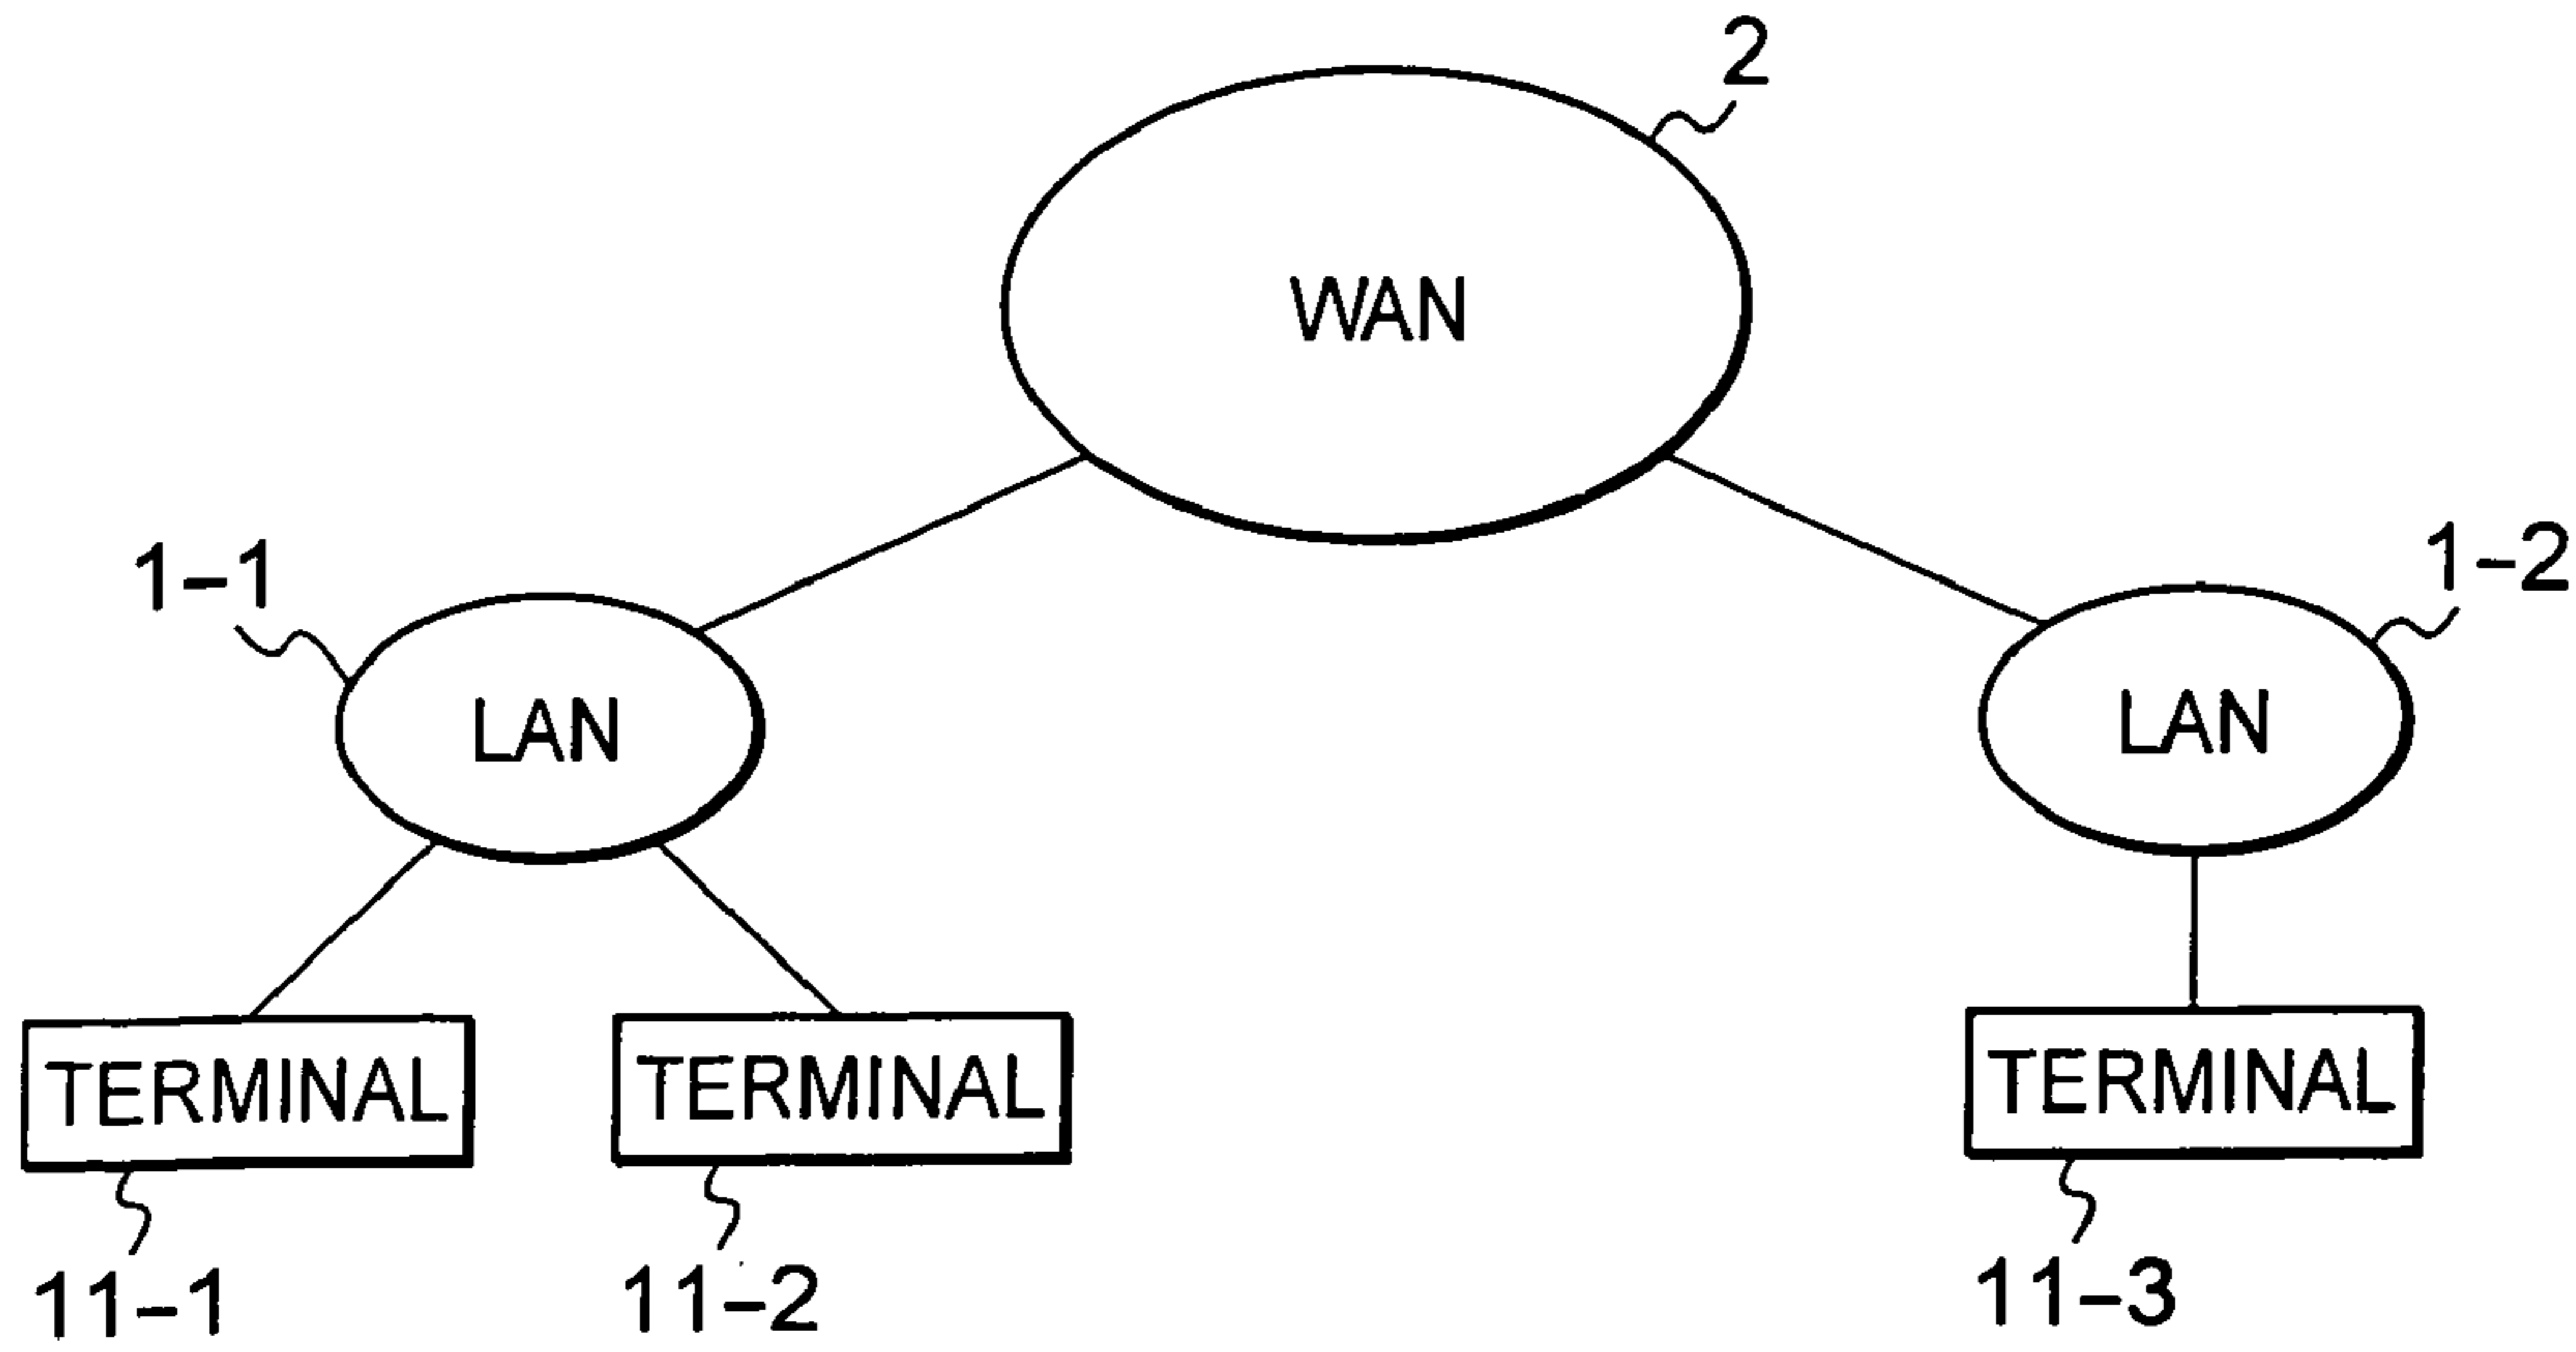 2
WAN
1-1
1-2
LAN
LAN
TERMINAL
TERMINAL
TERMINAL
11-1
11-2
11-3